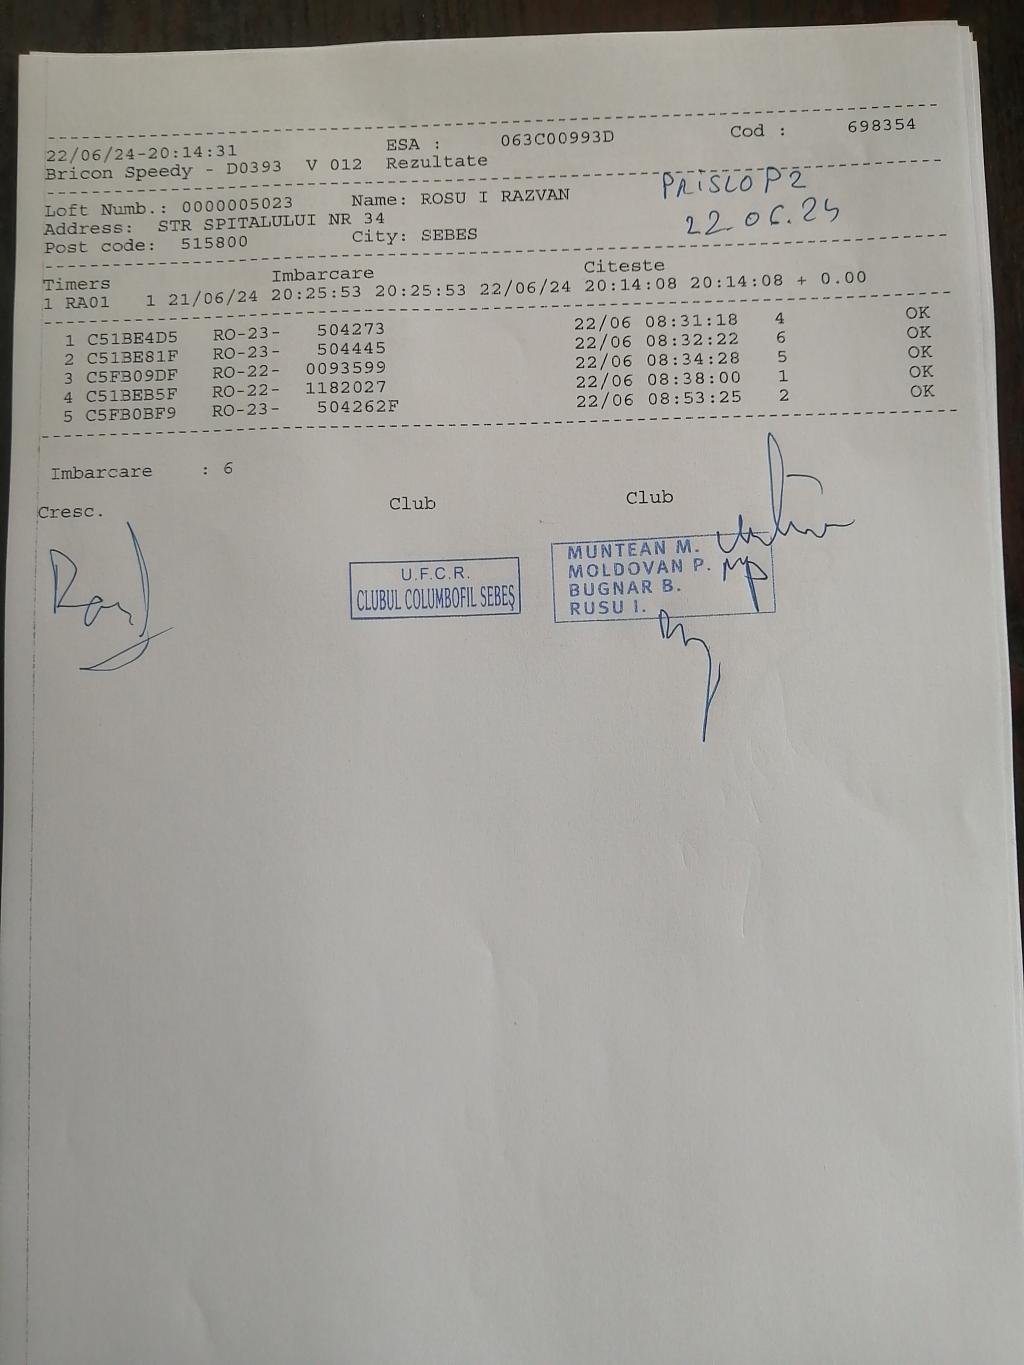 22/06/24-20:14:31 ESA : 063C00993D Cod : 698354
Bricon Speedy - D0393 V 012 Rezultate
Loft Numb.: 0000005023 Name: ROSU I RAZVAN
PRISLOP 2
Address: STR SPITALULUI NR 34
22.06.24
Post code: 515800 City: SEBES
Timers Imbarcare Citeste
1 RA01 1 21/06/24 20:25:53 20:25:53 22/06/24 20:14:08 20:14:08 + 0.00
1 C51BE4D5 RO-23- 504273 22/06 08:31:18 4 OK
2 C51BE81F RO-23- 504445 22/06 08:32:22 6 OK
3 C5FB09DF RO-22- 0093599 22/06 08:34:28 5 OK
4 C51BEB5F RO-22- 1182027 22/06 08:38:00 1 OK
5 C5FB0BF9 RO-23- 504262F 22/06 08:53:25 2 OK
Imbarcare : 6
Cresc. Club Club
U.F.C.R.
CLUBUL COLUMBOFIL SEBEȘ
MUNTEAN M.
MOLDOVAN P.
BUGNAR B.
RUSU I.